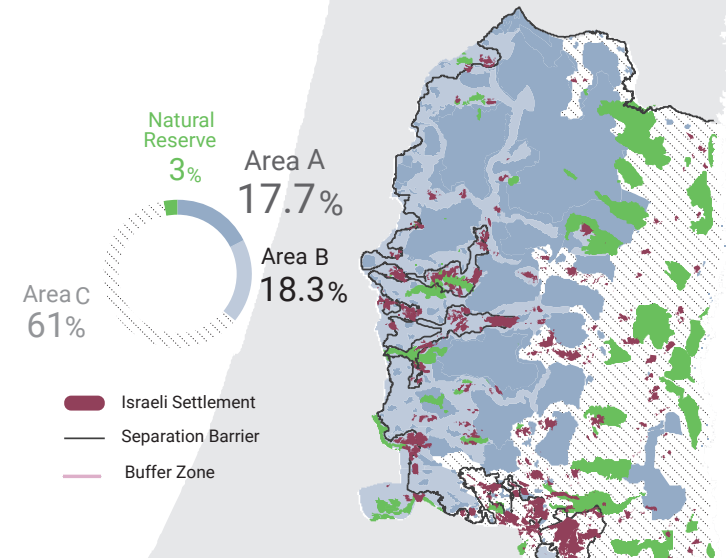 Natural
Reserve
3%
Area A
17.7%
Area B
18.3%
Area C
61%
Israeli Settlement
Separation Barrier
Buffer Zone